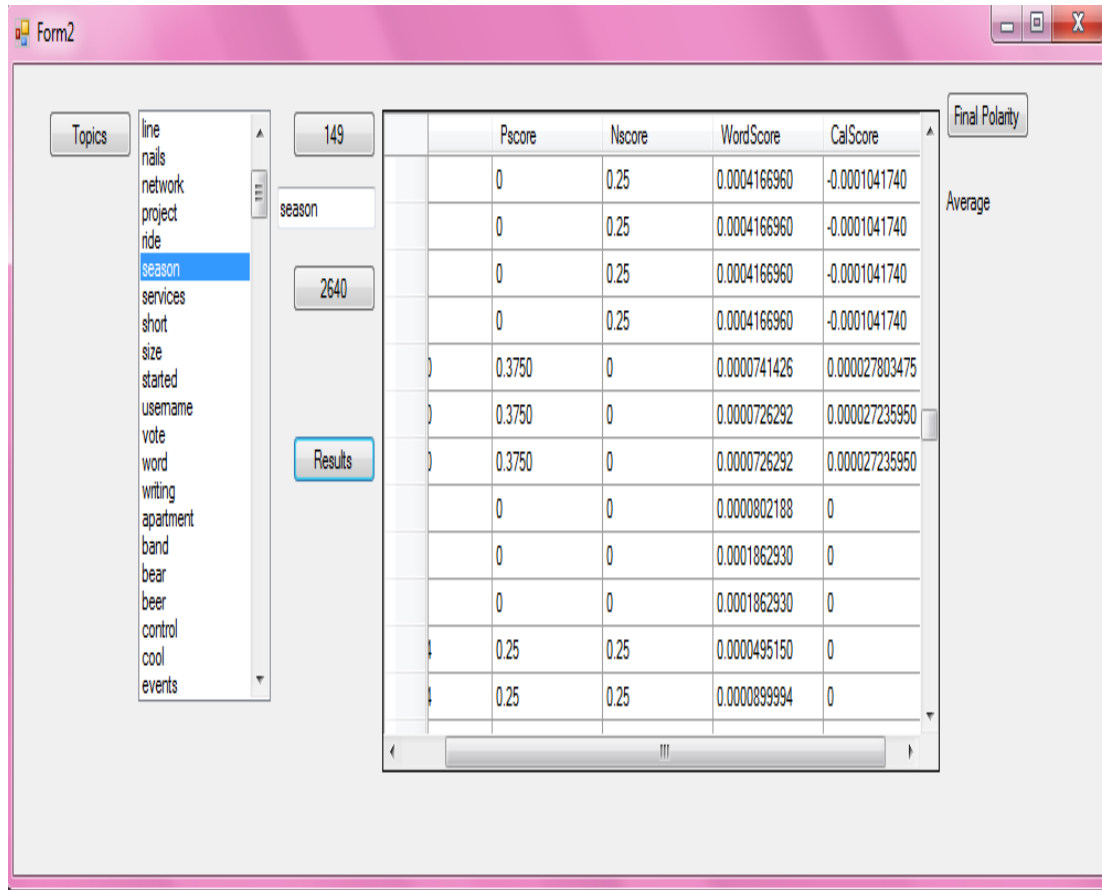 Form2
Topics
line
nails
network
project
ride
season
services
short
size
started
username
vote
word
writing
apartment
band
bear
beer
control
cool
events
149
season
2640
Results
Pscore Nscore WordScore CalScore
0 0.25 0.0004166960 -0.0001041740
0 0.25 0.0004166960 -0.0001041740
0 0.25 0.0004166960 -0.0001041740
0 0.25 0.0004166960 -0.0001041740
0 0.3750 0 0.0000741426 0.000027803475
0 0.3750 0 0.0000726292 0.000027235950
0 0.3750 0 0.0000726292 0.000027235950
0 0 0.0000802188 0
0 0 0.0001862930 0
0 0 0.0001862930 0
4 0.25 0.25 0.0000495150 0
4 0.25 0.25 0.0000899994 0
Final Polarity
Average